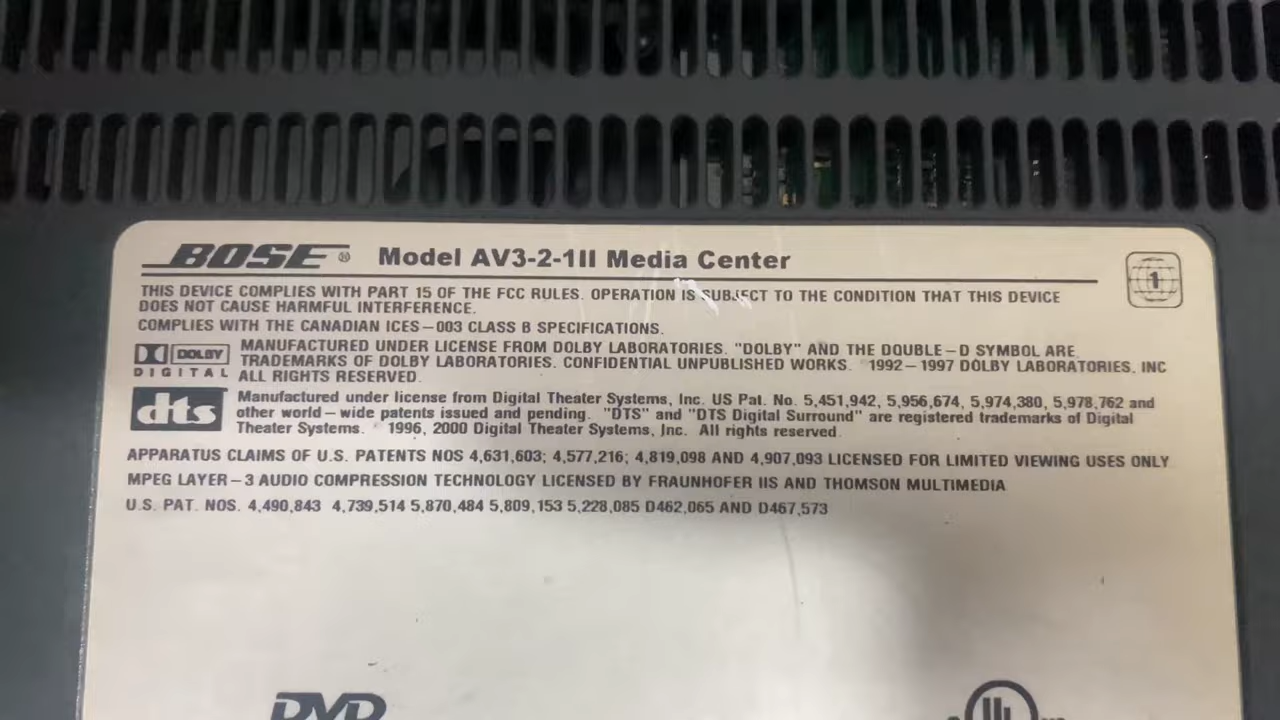 BOSE® Model AV3-2-1II Media Center
1
THIS DEVICE COMPLIES WITH PART 15 OF THE FCC RULES. OPERATION IS SUBJECT TO THE CONDITION THAT THIS DEVICE
DOES NOT CAUSE HARMFUL INTERFERENCE.
COMPLIES WITH THE CANADIAN ICES-003 CLASS B SPECIFICATIONS.
DOLBY
DIGITAL
MANUFACTURED UNDER LICENSE FROM DOLBY LABORATORIES. "DOLBY" AND THE DOUBLE-D SYMBOL ARE
TRADEMARKS OF DOLBY LABORATORIES. CONFIDENTIAL UNPUBLISHED WORKS. 1992-1997 DOLBY LABORATORIES, INC
ALL RIGHTS RESERVED.
dts
Manufactured under license from Digital Theater Systems, Inc. US Pat. No. 5,451,942, 5,956,674, 5,974,380, 5,978,762 and
other world-wide patents issued and pending. "DTS" and "DTS Digital Surround" are registered trademarks of Digital
Theater Systems. 1996, 2000 Digital Theater Systems, Inc. All rights reserved.
APPARATUS CLAIMS OF U.S. PATENTS NOS 4,631,603; 4,577,216; 4,819,098 AND 4,907,093 LICENSED FOR LIMITED VIEWING USES ONLY
MPEG LAYER-3 AUDIO COMPRESSION TECHNOLOGY LICENSED BY FRAUNHOFER IIS AND THOMSON MULTIMEDIA
U.S. PAT. NOS. 4,490,843 4,739,514 5,870,484 5,809,153 5,228,085 D462,065 AND D467,573
DVD
UL